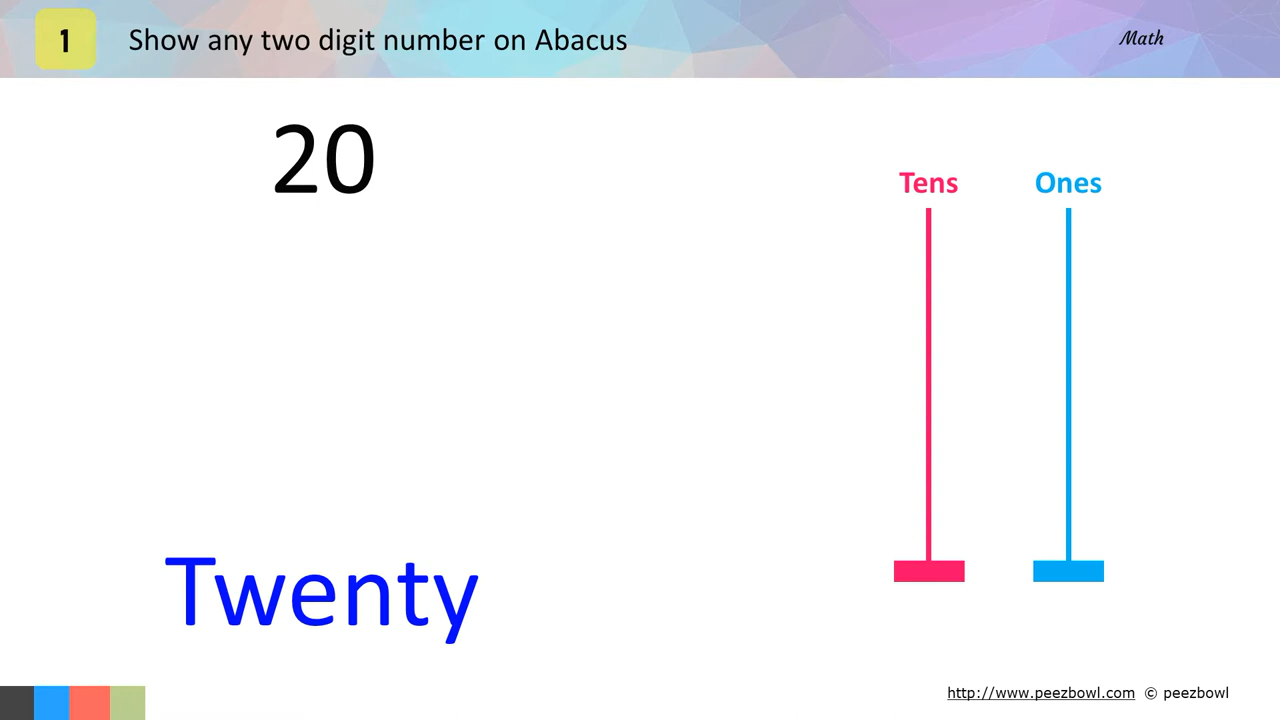 1 Show any two digit number on Abacus Math
20
Tens Ones
Twenty
http://www.peezbowl.com © peezbowl